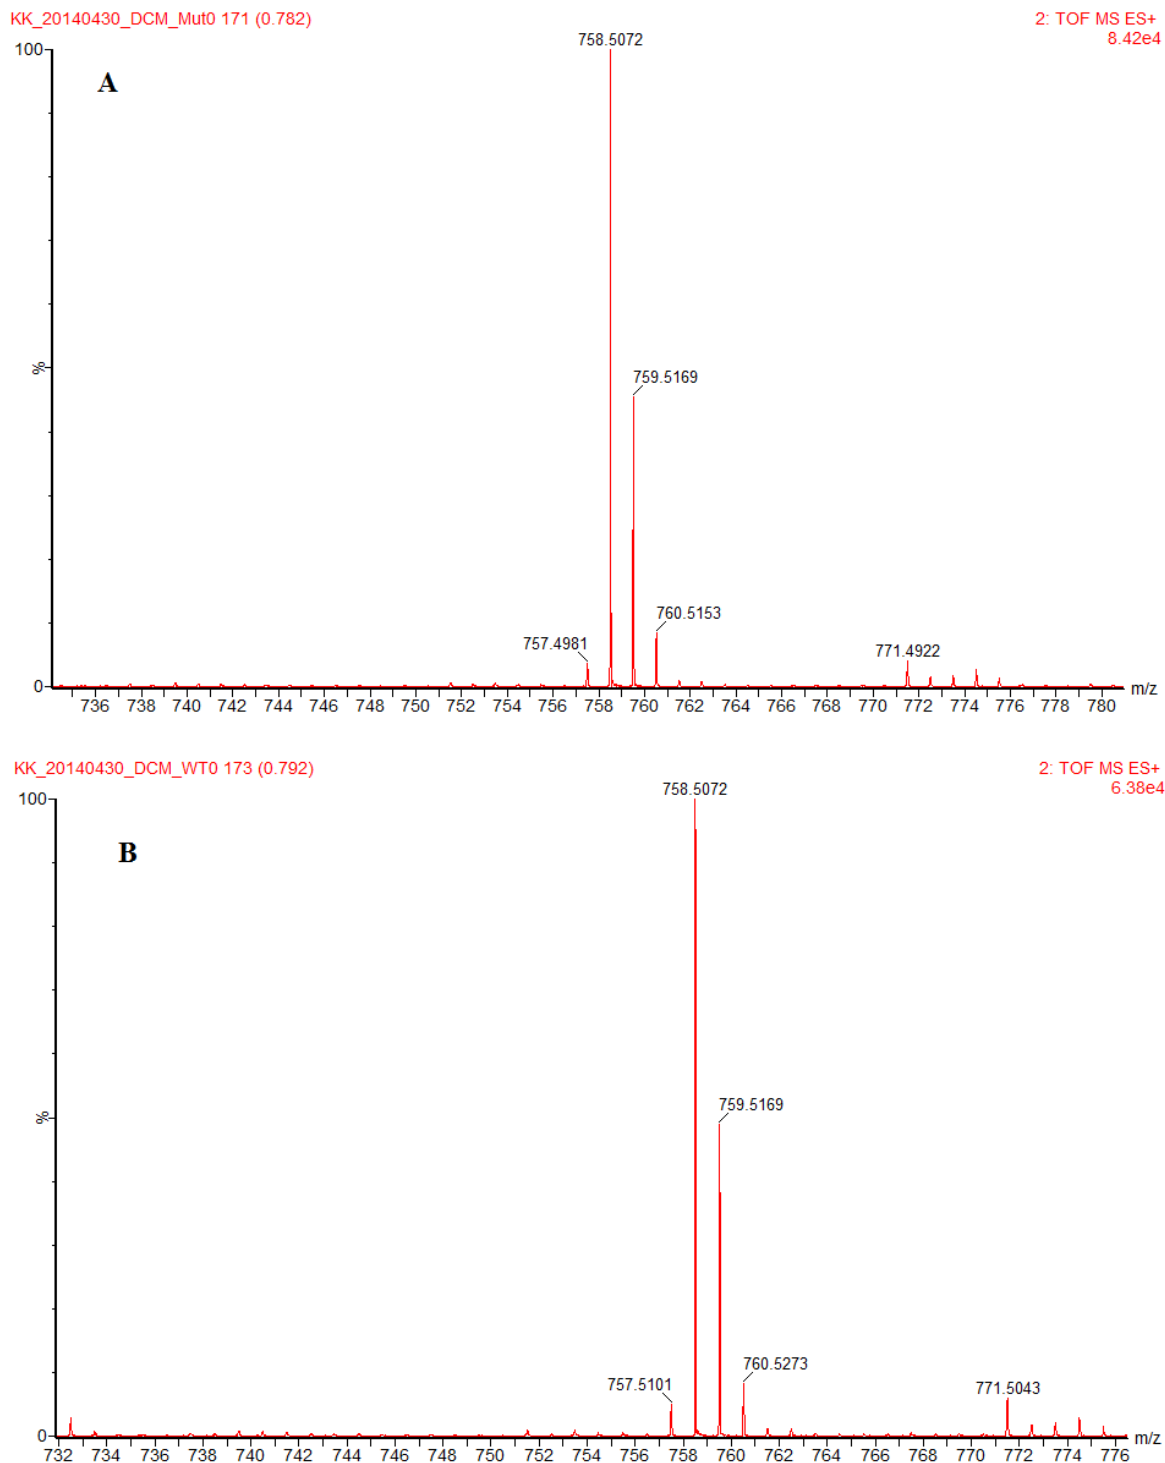 KK_20140430_DCM_Mut0 171 (0.782)
2: TOF MS ES+
8.42e4
A
100
%
0
758.5072
759.5169
760.5153
757.4981
771.4922
736 738 740 742 744 746 748 750 752 754 756 758 760 762 764 766 768 770 772 774 776 778 780 m/z
KK_20140430_DCM_WT0 173 (0.792)
2: TOF MS ES+
6.38e4
B
100
%
0
758.5072
759.5169
760.5273
757.5101
771.5043
732 734 736 738 740 742 744 746 748 750 752 754 756 758 760 762 764 766 768 770 772 774 776 m/z